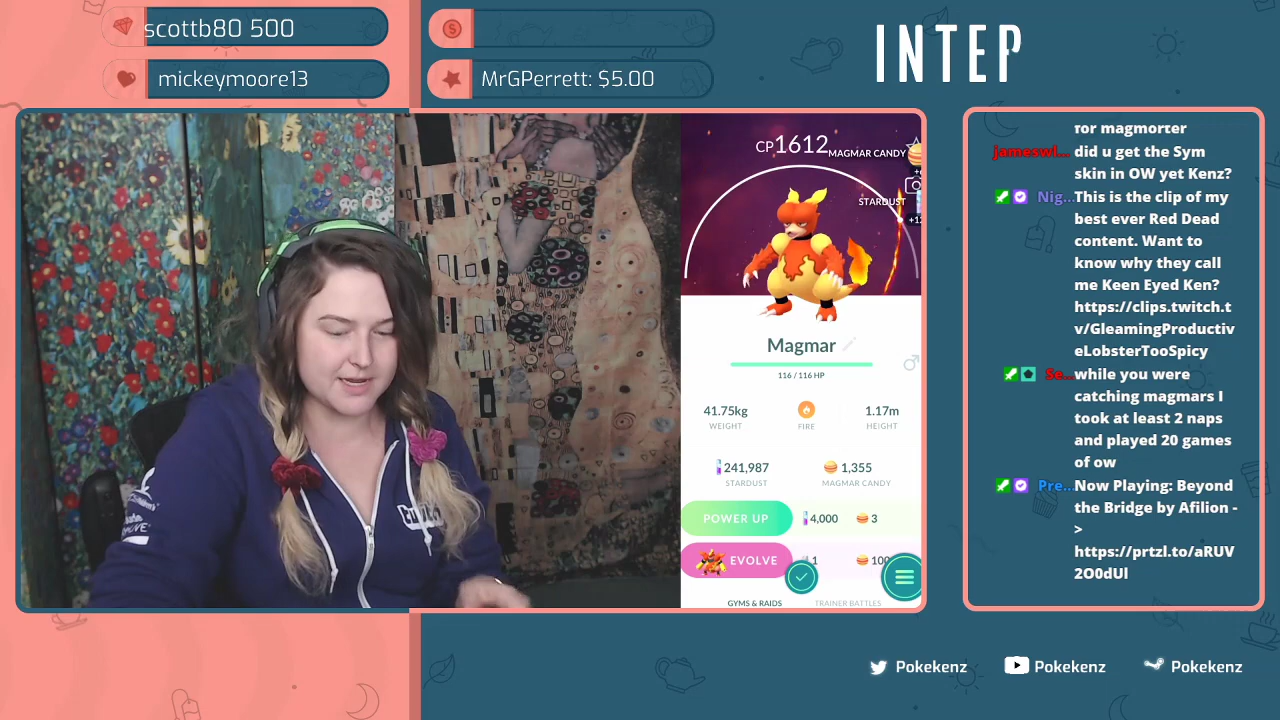 scottb80 500
mickeymoore13
MrGPerrett: $5.00
INTEP
CP1612
MAGMAR CANDY
STARDUST
Magmar
116 / 116 HP
41.75kg
WEIGHT
FIRE
1.17m
HEIGHT
241,987
STARDUST
1,355
MAGMAR CANDY
POWER UP
4,000
3
EVOLVE
1
100
GYMS & RAIDS
TRAINER BATTLES
for magmorter
jameswl... did u get the Sym
skin in OW yet Kenz?
Nig... This is the clip of my
best ever Red Dead
content. Want to
know why they call
me Keen Eyed Ken?
https://clips.twitch.t
v/GleamingProductiv
eLobsterTooSpicy
Se... while you were
catching magmars I
took at least 2 naps
and played 20 games
of ow
Pre... Now Playing: Beyond
the Bridge by Afilion -
>
https://prtzl.to/aRUV
2O0dUl
Pokekenz
Pokekenz
Pokekenz